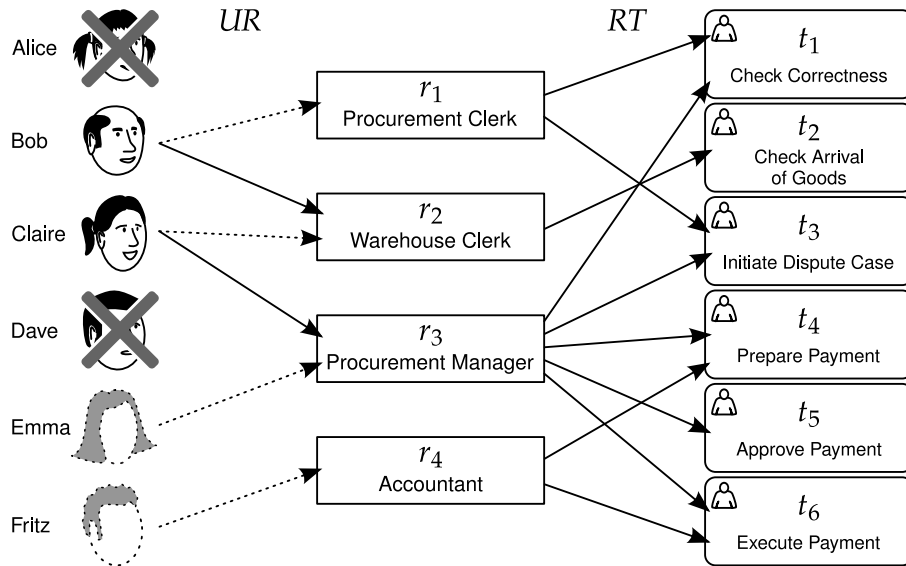 UR
RT
Alice
Bob
Claire
Dave
Emma
Fritz
r1
Procurement Clerk
r2
Warehouse Clerk
r3
Procurement Manager
r4
Accountant
t1
Check Correctness
t2
Check Arrival
of Goods
t3
Initiate Dispute Case
t4
Prepare Payment
t5
Approve Payment
t6
Execute Payment